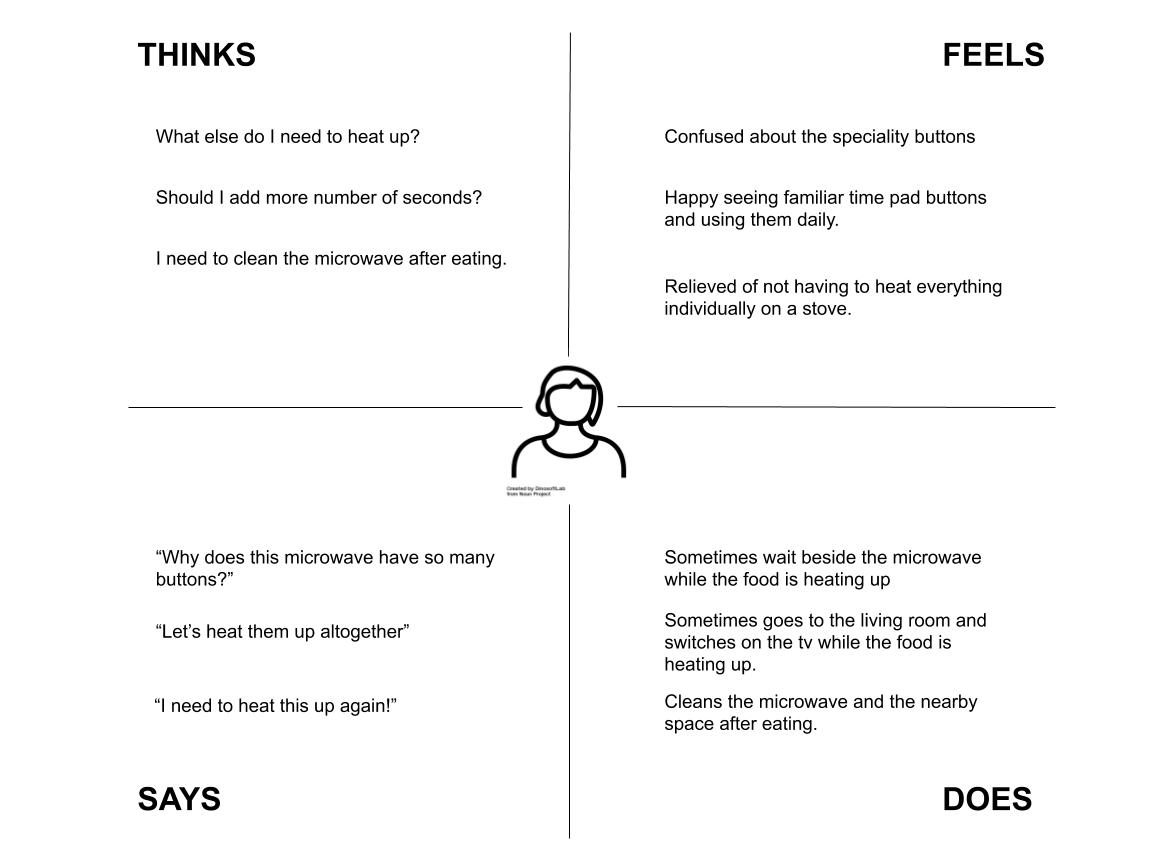 THINKS
FEELS
What else do I need to heat up?
Should I add more number of seconds?
I need to clean the microwave after eating.
Confused about the speciality buttons
Happy seeing familiar time pad buttons
and using them daily.
Relieved of not having to heat everything
individually on a stove.
Created by DinosoftLab
from Noun Project
“Why does this microwave have so many
buttons?”
“Let’s heat them up altogether”
“I need to heat this up again!”
Sometimes wait beside the microwave
while the food is heating up
Sometimes goes to the living room and
switches on the tv while the food is
heating up.
Cleans the microwave and the nearby
space after eating.
SAYS
DOES